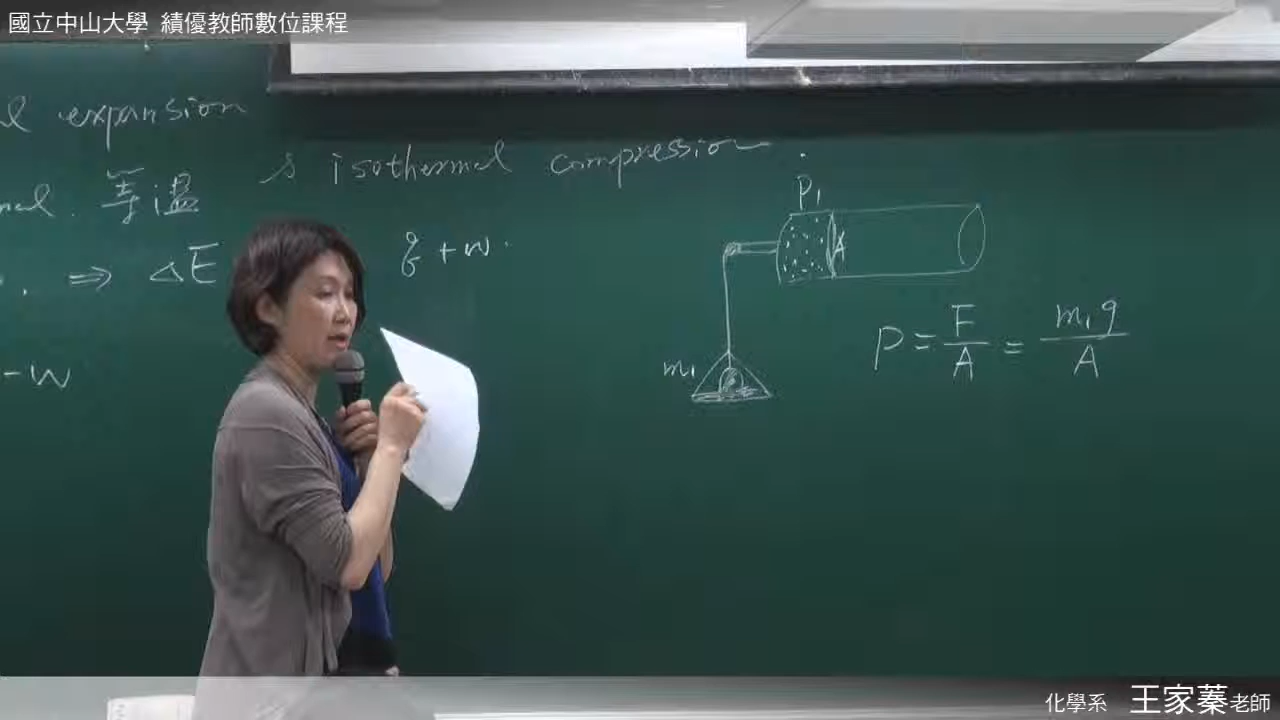 國立中山大學 績優教師數位課程
l expansion
& isothermal compression
mal. 等溫
P₁
. ⇒ ΔE
q + w.
A
P = F/A = m₁g/A
m₁
-w
化學系 王家蓁老師